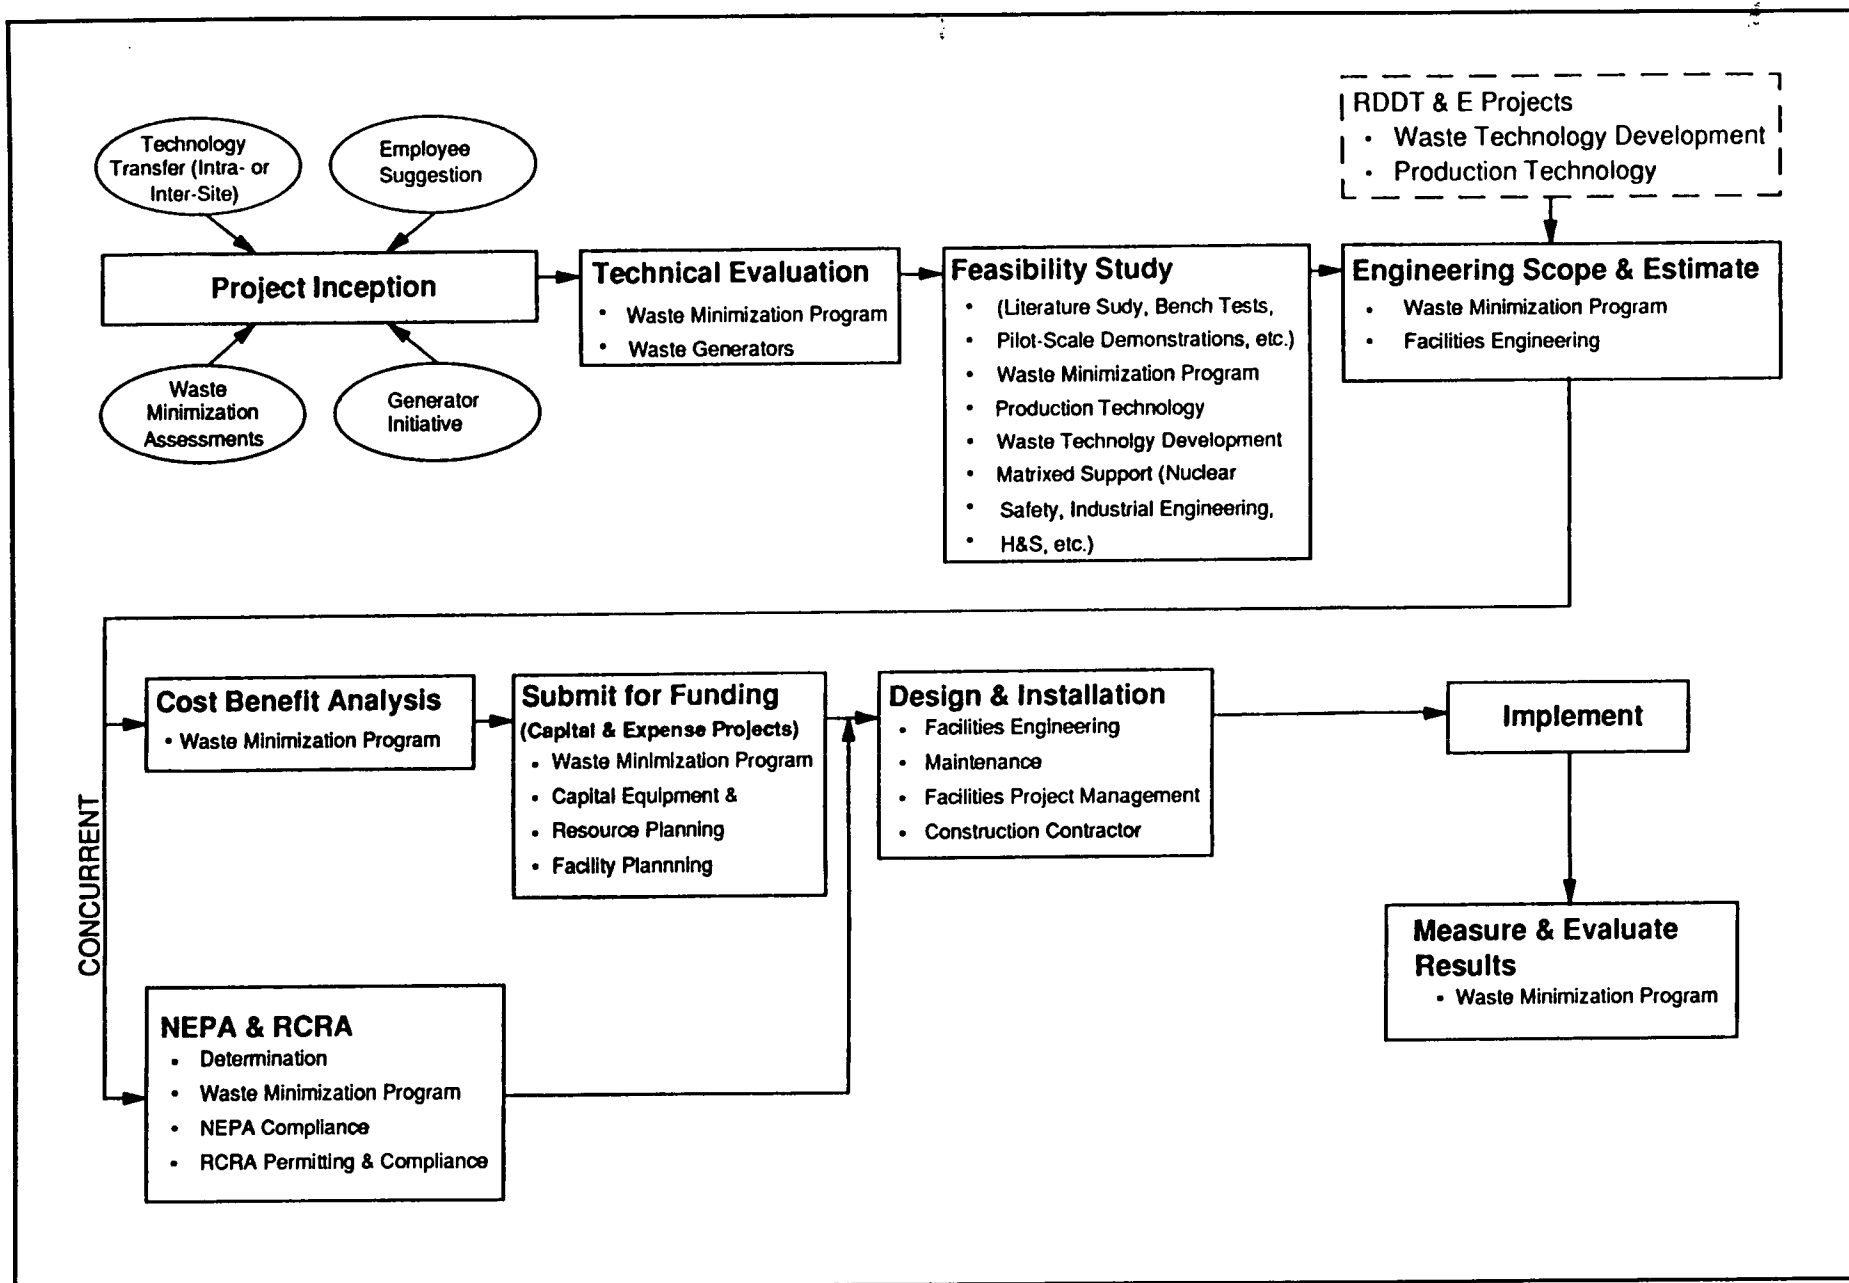 Technology
Transfer (Intra- or
Inter-Site)
Employee
Suggestion
Project Inception
Waste
Minimization
Assessments
Generator
Initiative
Technical Evaluation
• Waste Minimization Program
• Waste Generators
Feasibility Study
• (Literature Sudy, Bench Tests,
• Pilot-Scale Demonstrations, etc.)
• Waste Minimization Program
• Production Technology
• Waste Technolgy Development
• Matrixed Support (Nuclear
• Safety, Industrial Engineering,
• H&S, etc.)
RDDT & E Projects
• Waste Technology Development
• Production Technology
Engineering Scope & Estimate
• Waste Minimization Program
• Facilities Engineering
CONCURRENT
Cost Benefit Analysis
• Waste Minimization Program
Submit for Funding
(Capital & Expense Projects)
• Waste Minimization Program
• Capital Equipment &
• Resource Planning
• Facility Plannning
Design & Installation
• Facilities Engineering
• Maintenance
• Facilities Project Management
• Construction Contractor
Implement
Measure & Evaluate
Results
• Waste Minimization Program
NEPA & RCRA
• Determination
• Waste Minimization Program
• NEPA Compliance
• RCRA Permitting & Compliance